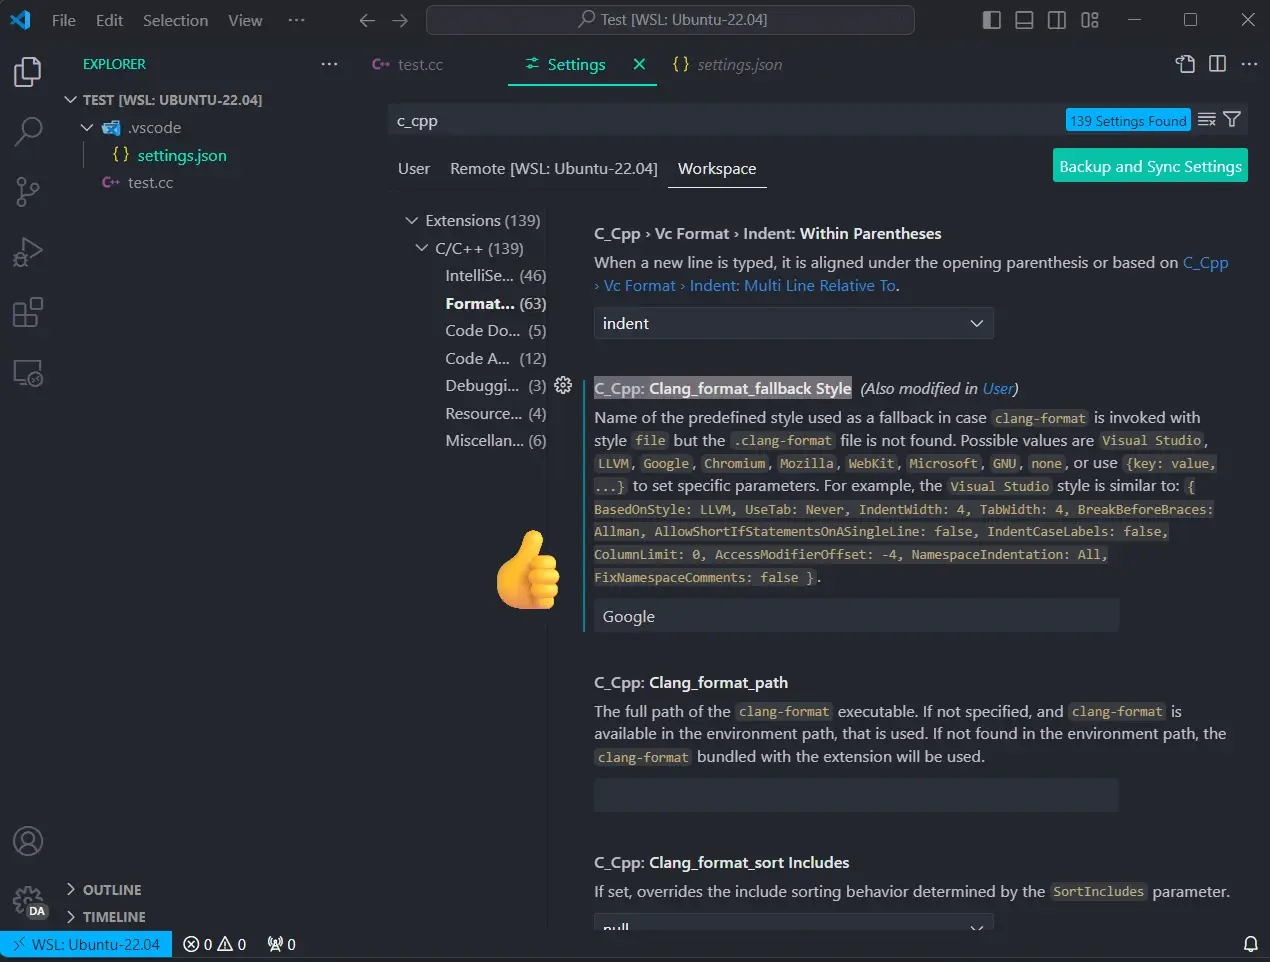 File Edit Selection View ···
Test [WSL: Ubuntu-22.04]
EXPLORER ···
TEST [WSL: UBUNTU-22.04]
.vscode
{} settings.json
C++ test.cc
OUTLINE
TIMELINE
DA
C++ test.cc
Settings
{} settings.json
···
c_cpp
139 Settings Found
User Remote [WSL: Ubuntu-22.04] Workspace
Backup and Sync Settings
Extensions (139)
C/C++ (139)
IntelliSe... (46)
Format... (63)
Code Do... (5)
Code A... (12)
Debuggi... (3)
Resource... (4)
Miscellan... (6)
C_Cpp › Vc Format › Indent: Within Parentheses
When a new line is typed, it is aligned under the opening parenthesis or based on C_Cpp
› Vc Format › Indent: Multi Line Relative To.
indent
C_Cpp: Clang_format_fallback Style (Also modified in User)
Name of the predefined style used as a fallback in case clang-format is invoked with
style file but the .clang-format file is not found. Possible values are Visual Studio,
LLVM, Google, Chromium, Mozilla, WebKit, Microsoft, GNU, none, or use {key: value,
...} to set specific parameters. For example, the Visual Studio style is similar to: {
BasedOnStyle: LLVM, UseTab: Never, IndentWidth: 4, TabWidth: 4, BreakBeforeBraces:
Allman, AllowShortIfStatementsOnASingleLine: false, IndentCaseLabels: false,
ColumnLimit: 0, AccessModifierOffset: -4, NamespaceIndentation: All,
FixNamespaceComments: false }.
Google
C_Cpp: Clang_format_path
The full path of the clang-format executable. If not specified, and clang-format is
available in the environment path, that is used. If not found in the environment path, the
clang-format bundled with the extension will be used.
C_Cpp: Clang_format_sort Includes
If set, overrides the include sorting behavior determined by the SortIncludes parameter.
null
WSL: Ubuntu-22.04 0 0 0